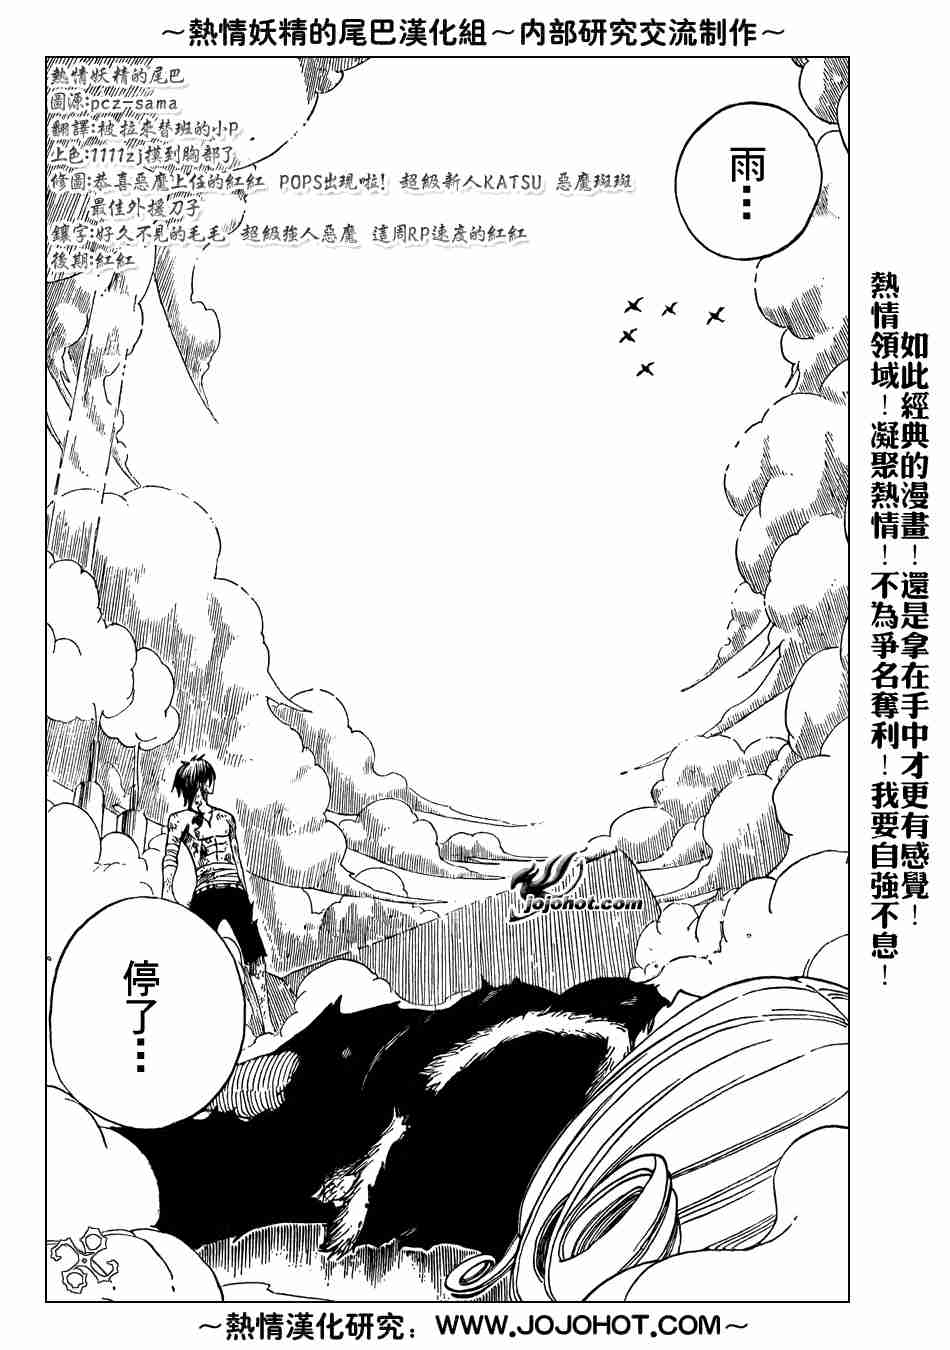 ～熱情妖精的尾巴漢化組～内部研究交流制作～
熱情妖精的尾巴
圖源:pcz-sama
翻譯:被拉來替班的小P
上色:1111zj摸到胸部了
修圖:恭喜惡魔上任的紅紅 POPS出現啦! 超級新人KATSU 惡魔斑斑
最佳外援刀子
鑲字:好久不見的毛毛 超級強人惡魔 這周RP速度的紅紅
後期:紅紅
雨…
如此經典的漫畫！還是拿在手中才更有感覺！
熱情領域！凝聚熱情！不為爭名奪利！我要自強不息！
jojohot.com
停了…
～熱情漢化研究：WWW.JOJOHOT.COM～